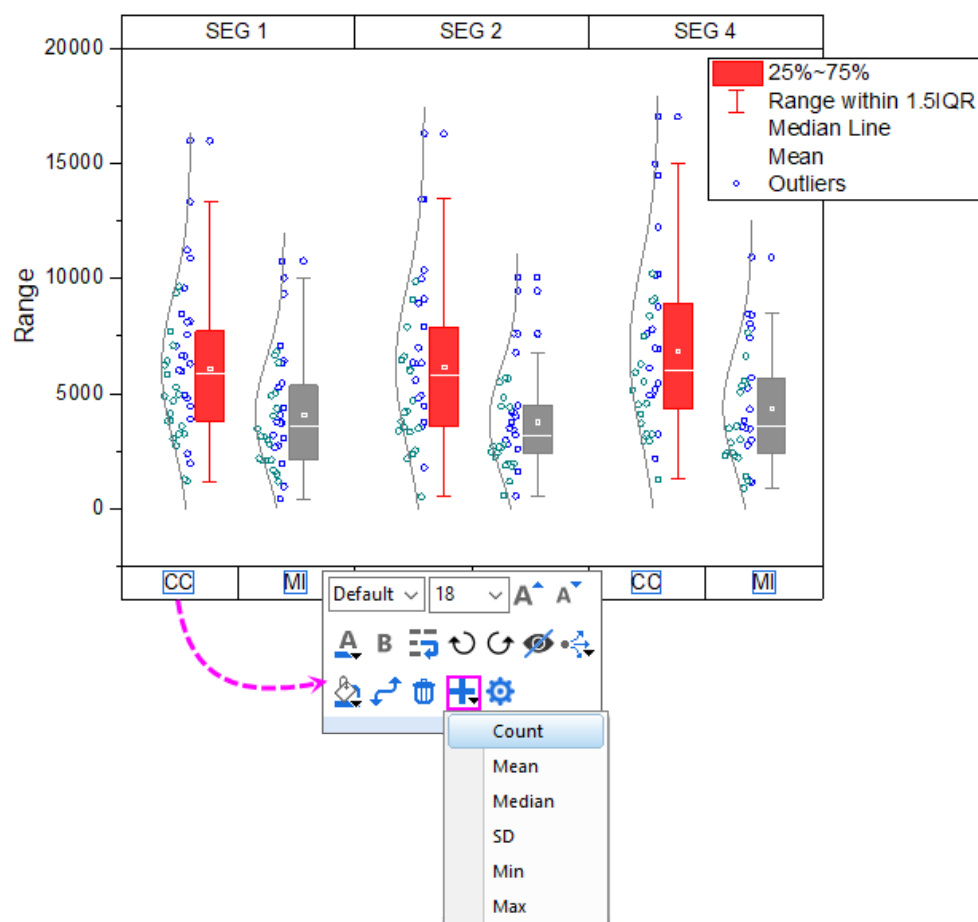 SEG 1 SEG 2 SEG 4
20000
25%~75%
Range within 1.5IQR
Median Line
Mean
Outliers
15000
10000
Range
5000
0
CC MI CC MI
Default 18 A A
A B
Count
Mean
Median
SD
Min
Max